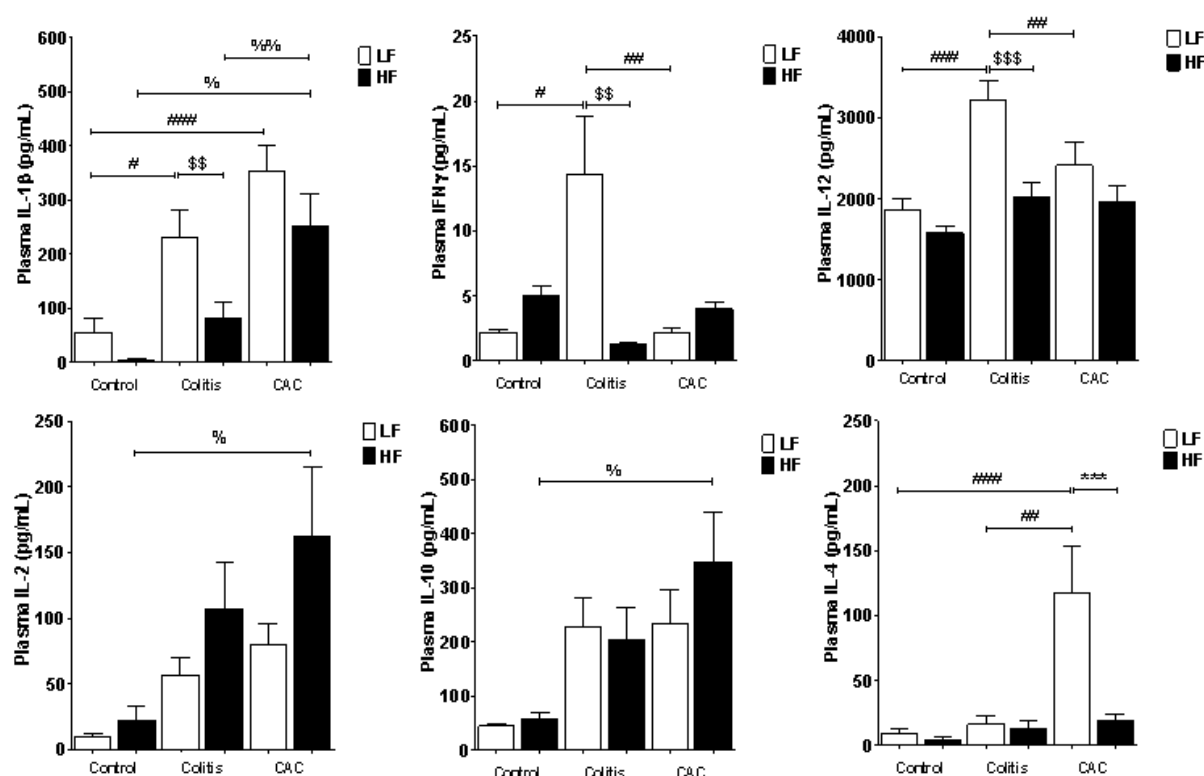 Plasma IL-1β (pg/mL)
600
500
400
300
200
100
0
%%
%
###
#
$$
LF
HF
Control
Colitis
CAC
Plasma IFNγ (pg/mL)
25
20
15
10
5
0
##
#
$$
LF
HF
Control
Colitis
CAC
Plasma IL-12 (pg/mL)
4000
3000
2000
1000
0
##
###
$$$
LF
HF
Control
Colitis
CAC
Plasma IL-2 (pg/mL)
250
200
150
100
50
0
%
LF
HF
Control
Colitis
CAC
Plasma IL-10 (pg/mL)
600
500
400
300
200
100
0
%
LF
HF
Control
Colitis
CAC
Plasma IL-4 (pg/mL)
250
200
150
100
50
0
###
***
##
LF
HF
Control
Colitis
CAC